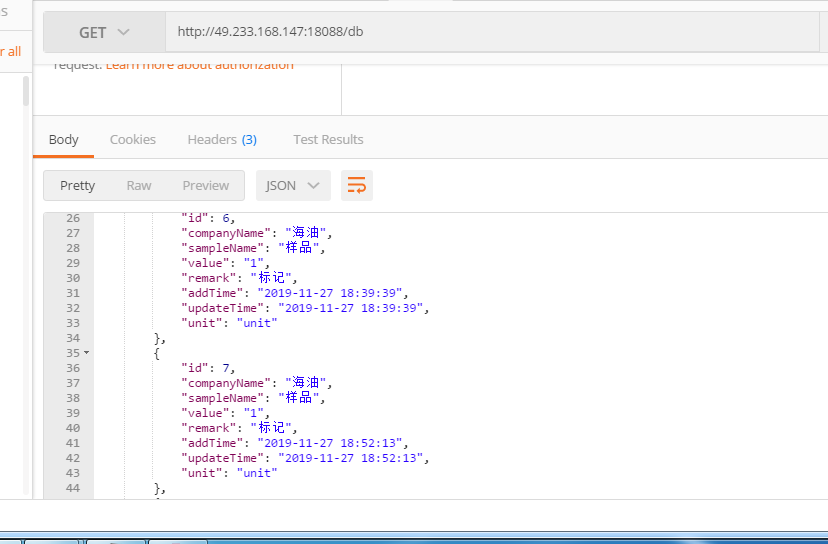 s
GET
http://49.233.168.147:18088/db
r all
request. Learn more about authorization
Body Cookies Headers (3) Test Results
Pretty Raw Preview JSON
26 "id": 6,
27 "companyName": "海油",
28 "sampleName": "样品",
29 "value": "1",
30 "remark": "标记",
31 "addTime": "2019-11-27 18:39:39",
32 "updateTime": "2019-11-27 18:39:39",
33 "unit": "unit"
34 },
35 {
36 "id": 7,
37 "companyName": "海油",
38 "sampleName": "样品",
39 "value": "1",
40 "remark": "标记",
41 "addTime": "2019-11-27 18:52:13",
42 "updateTime": "2019-11-27 18:52:13",
43 "unit": "unit"
44 },